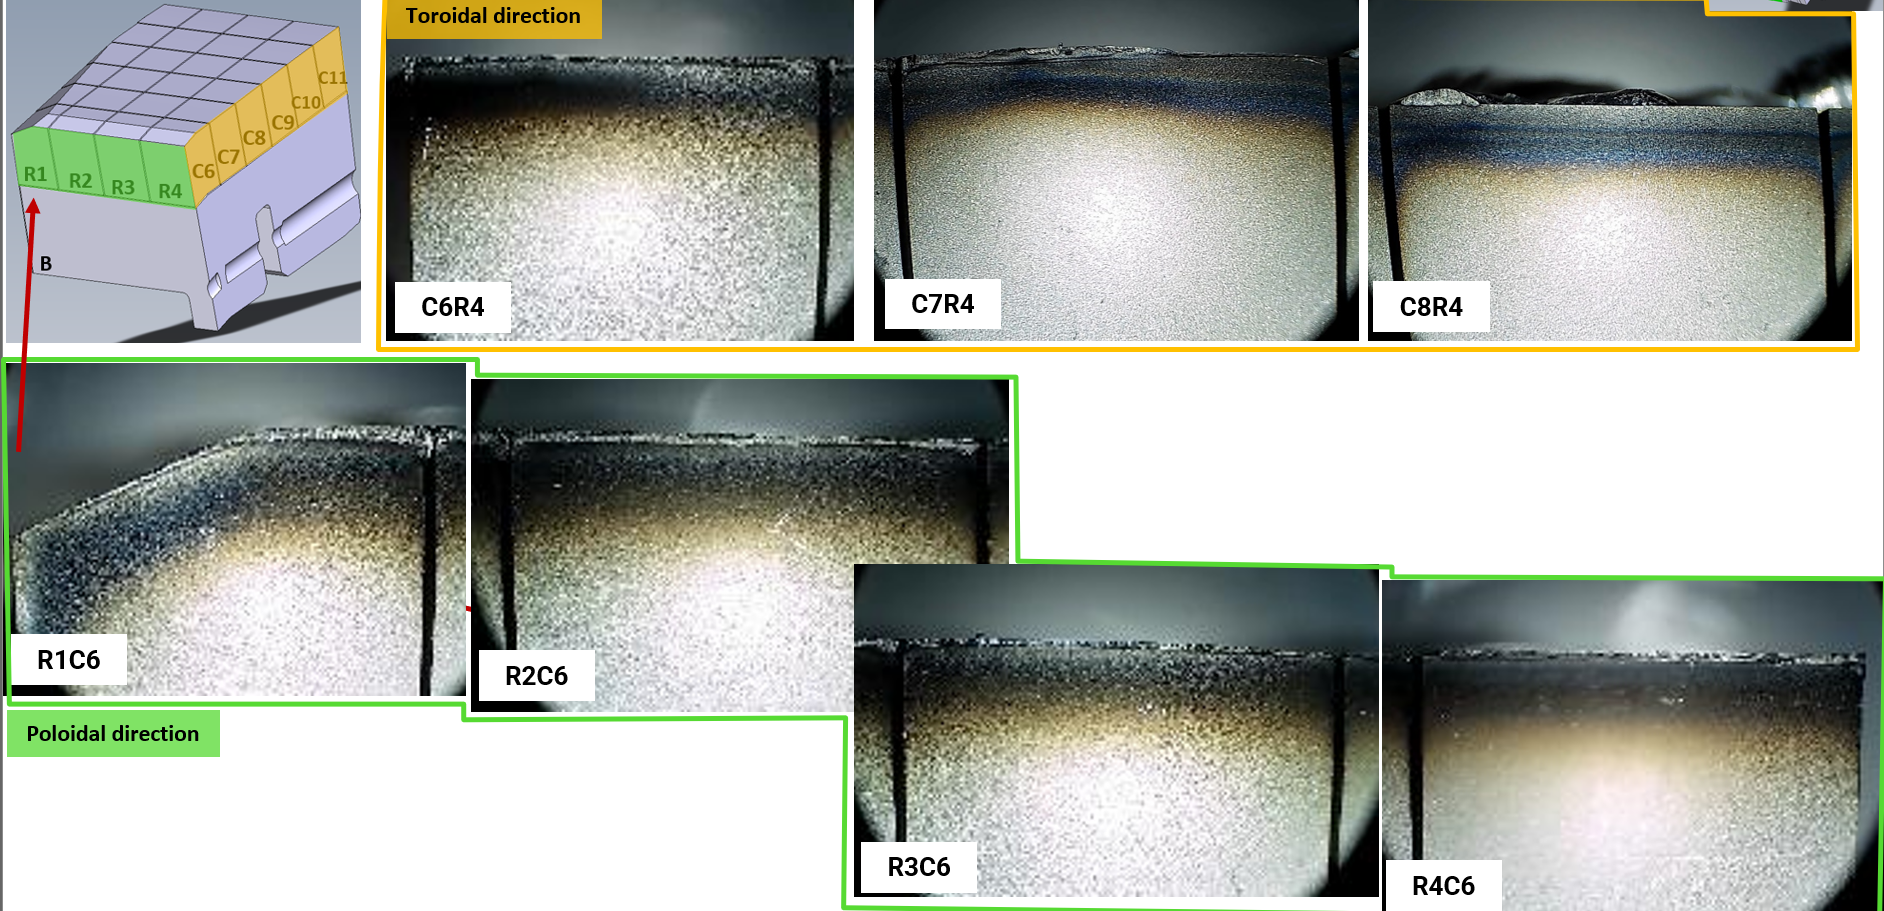 Toroidal direction
C11
C10
C9
C8
C7
C6
R1
R2
R3
R4
B
C6R4
C7R4
C8R4
R1C6
R2C6
R3C6
R4C6
Poloidal direction